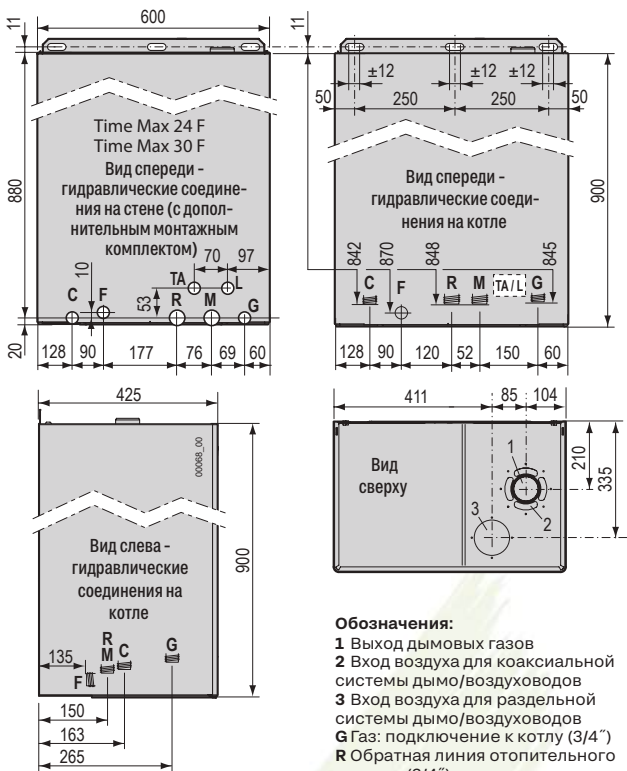 600
11
11
±12
±12
±12
50
250
250
50
Time Max 24 F
Time Max 30 F
Вид спереди -
гидравлические соедине-
ния на стене (с допол-
нительным монтажным
комплектом)
880
10
70
97
TA
L
C
F
53
R
M
G
20
128
90
177
76
69
60
Вид спереди -
гидравлические соеди-
нения на котле
900
842
870
848
845
C
F
R
M
TA / L
G
128
90
120
52
150
60
425
00068_00
Вид слева -
гидравлические
соединения на
котле
900
135
R
M
C
G
F
150
163
265
411
85
104
Вид
сверху
1
2
3
210
335
Обозначения:
1 Выход дымовых газов
2 Вход воздуха для коаксиальной
системы дымо/воздуховодов
3 Вход воздуха для раздельной
системы дымо/воздуховодов
G Газ: подключение к котлу (3/4˝)
R Обратная линия отопительного